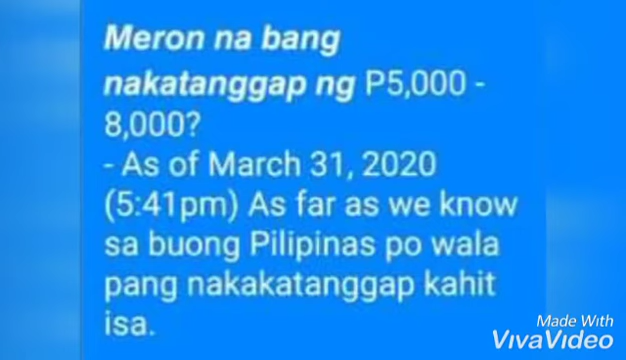 Meron na bang
nakatanggap ng P5,000 -
8,000?
- As of March 31, 2020
(5:41pm) As far as we know
sa buong Pilipinas po wala
pang nakakatanggap kahit
isa.
Made With
VivaVideo